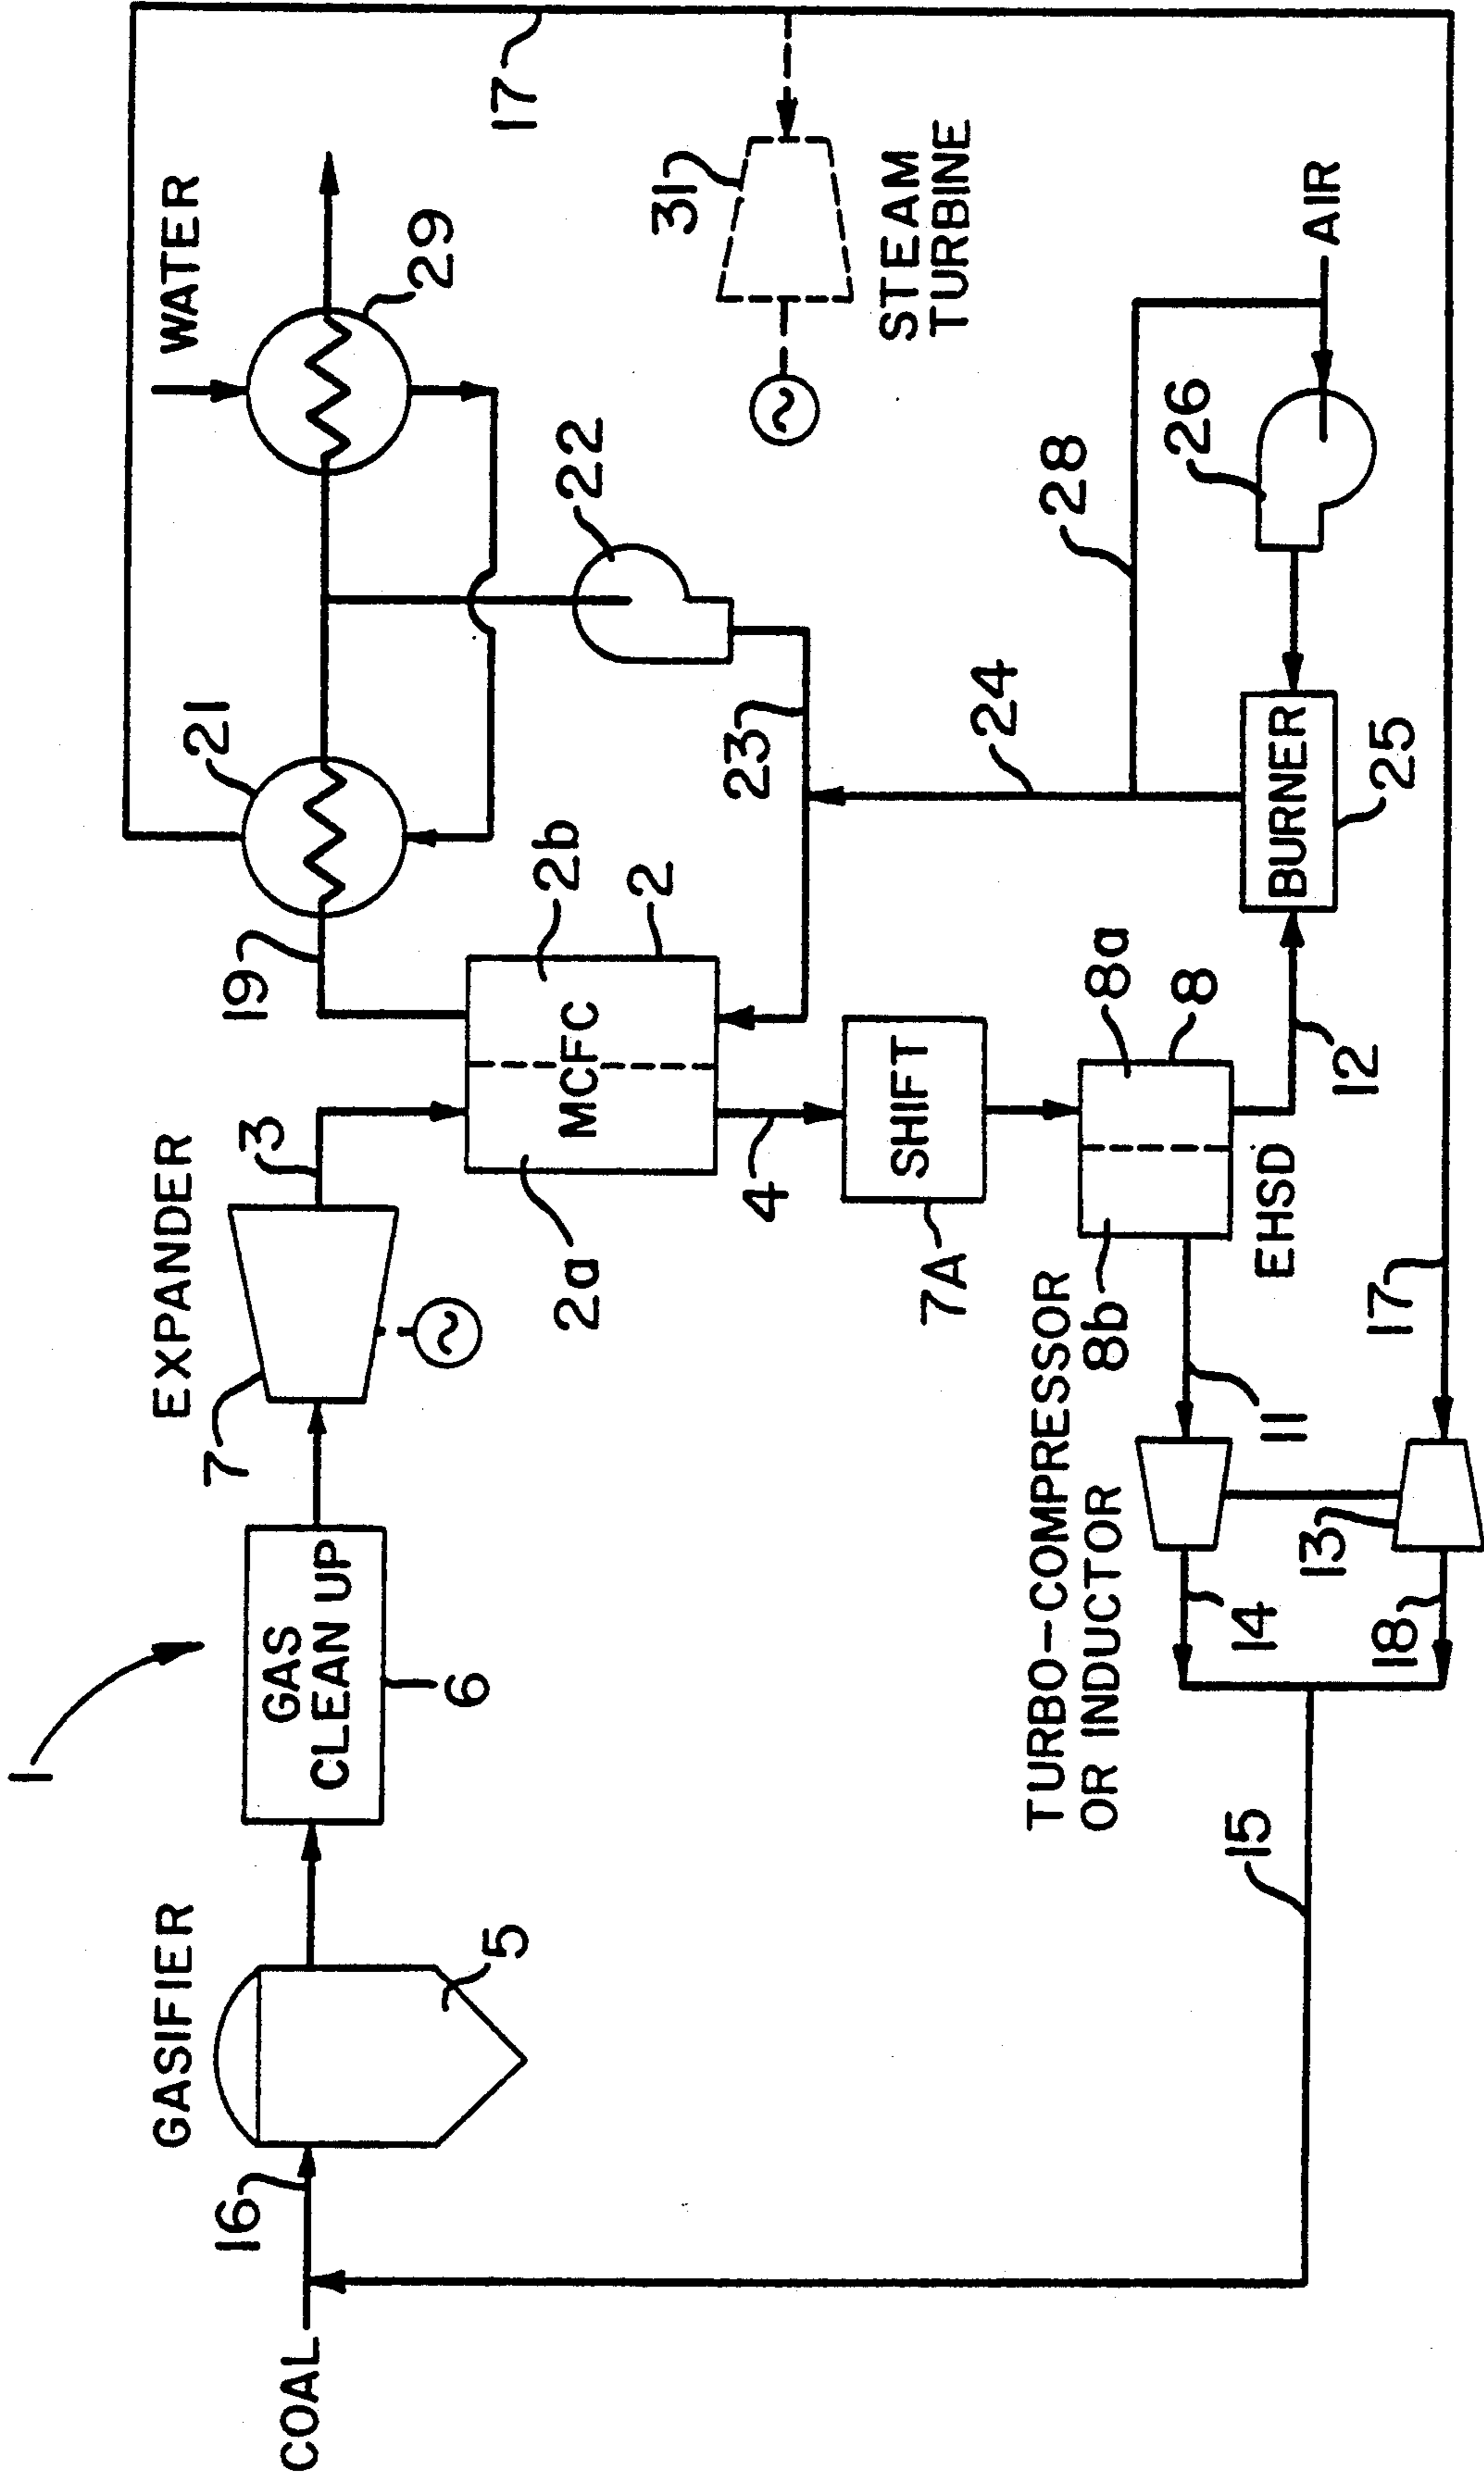 1
GASIFIER
EXPANDER
WATER
COAL
16
5
GAS
CLEAN UP
6
7
3
19
21
29
17
MCFC
2a
2b
2
22
23
4
31
STEAM
TURBINE
SHIFT
7A
24
28
TURBO-COMPRESSOR
OR INDUCTOR
8b
8a
8
EHSD
26
AIR
BURNER
25
11
12
14
13
15
18
17